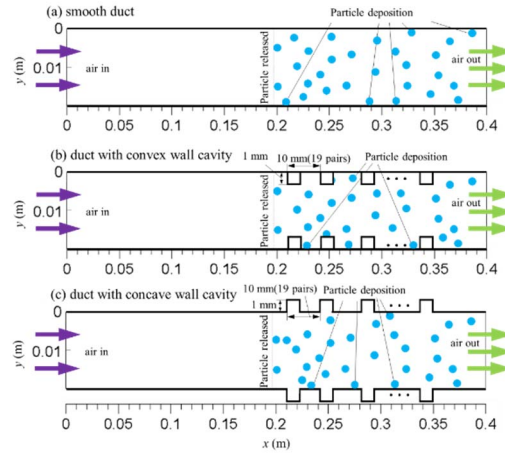 (a) smooth duct
Particle deposition
0
0.01
y (m)
air in
Particle released
air out
0 0.05 0.1 0.15 0.2 0.25 0.3 0.35 0.4
(b) duct with convex wall cavity
10 mm(19 pairs)
Particle deposition
1 mm
0
0.01
y (m)
air in
Particle released
air out
0 0.05 0.1 0.15 0.2 0.25 0.3 0.35 0.4
(c) duct with concave wall cavity
10 mm(19 pairs)
Particle deposition
1 mm
0
0.01
y (m)
air in
Particle released
air out
0 0.05 0.1 0.15 0.2 0.25 0.3 0.35 0.4
x (m)